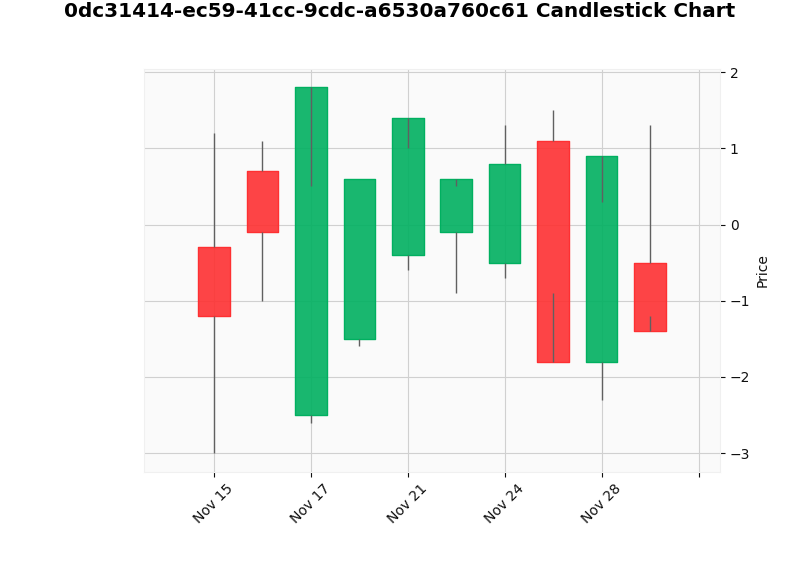 0dc31414-ec59-41cc-9cdc-a6530a760c61 Candlestick Chart
2
1
0
−1
−2
−3
Price
Nov 15
Nov 17
Nov 21
Nov 24
Nov 28